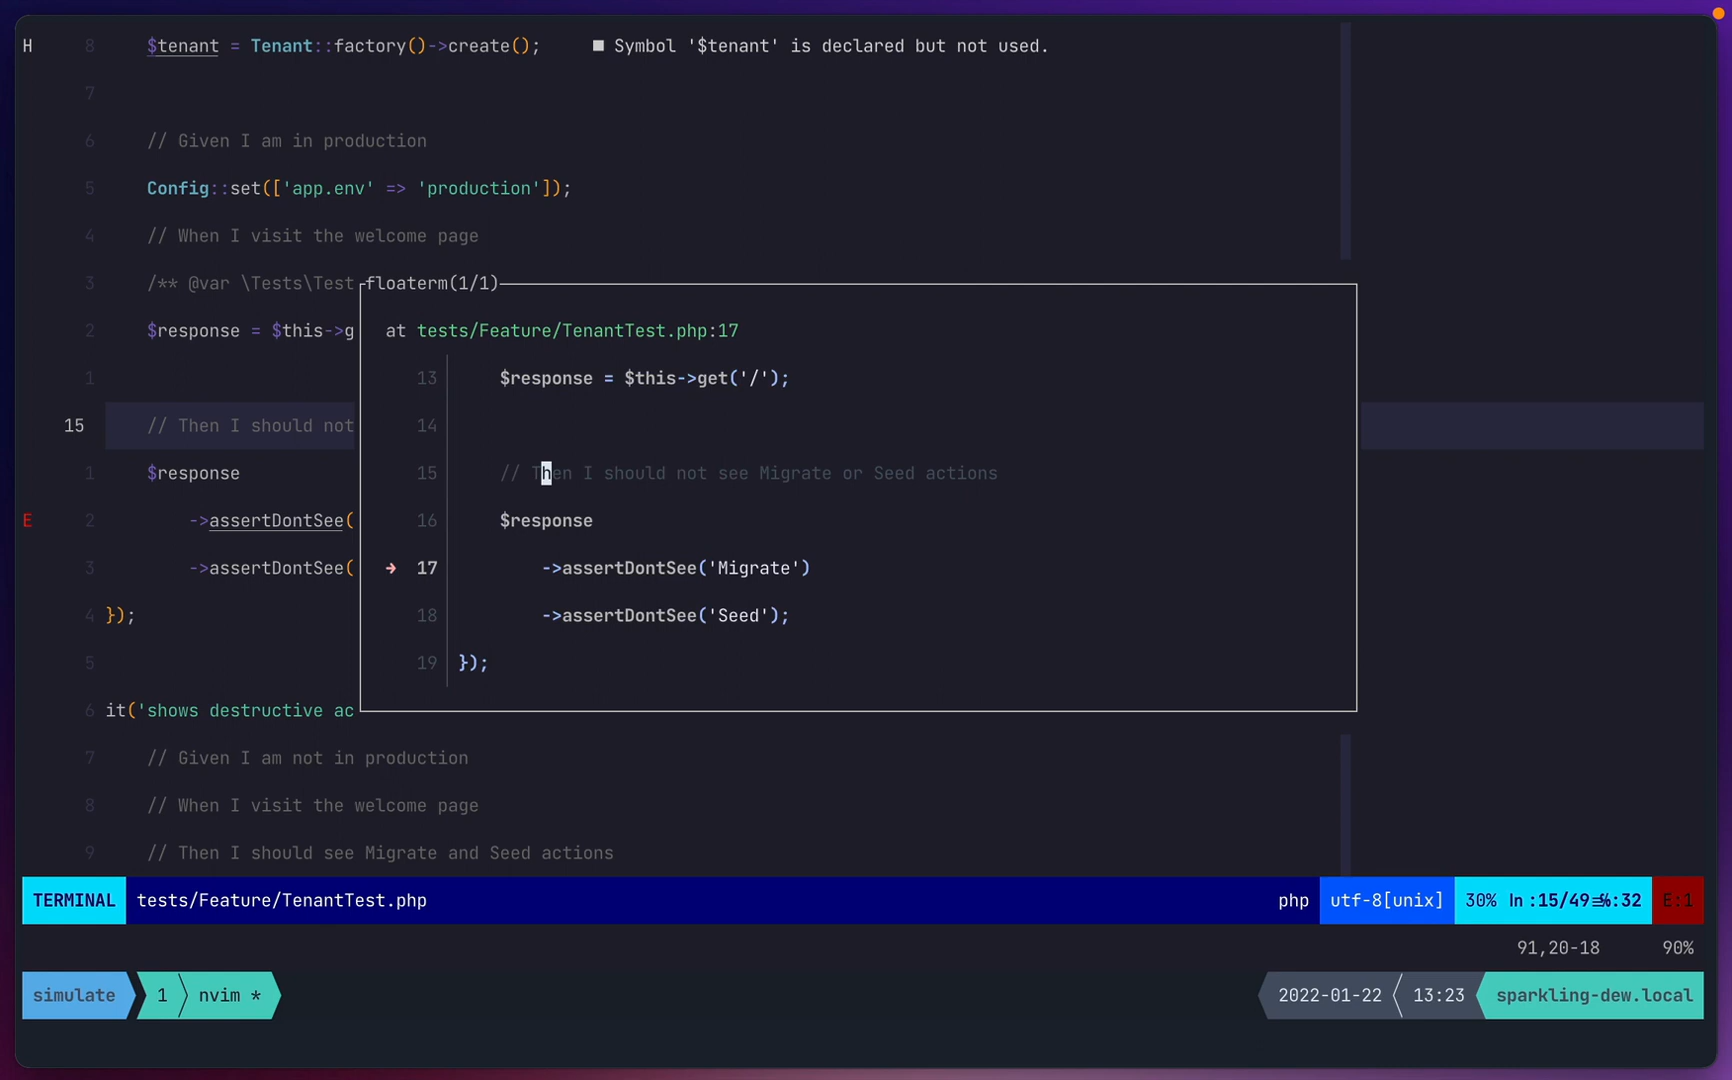 H 8 $tenant = Tenant::factory()->create(); ■ Symbol '$tenant' is declared but not used.
7
6 // Given I am in production
5 Config::set(['app.env' => 'production']);
4 // When I visit the welcome page
3 /** @var \Tests\Test
2 $response = $this->g
1
15 // Then I should not
1 $response
E 2 ->assertDontSee(
3 ->assertDontSee(
4 });
5
6 it('shows destructive ac
7 // Given I am not in production
8 // When I visit the welcome page
9 // Then I should see Migrate and Seed actions
floaterm(1/1)
at tests/Feature/TenantTest.php:17
13 $response = $this->get('/');
14
15 // Then I should not see Migrate or Seed actions
16 $response
➜ 17 ->assertDontSee('Migrate')
18 ->assertDontSee('Seed');
19 });
TERMINAL tests/Feature/TenantTest.php php utf-8[unix] 30% ln :15/49 :32 E:1
91,20-18 90%
simulate 1 nvim * 2022-01-22 13:23 sparkling-dew.local